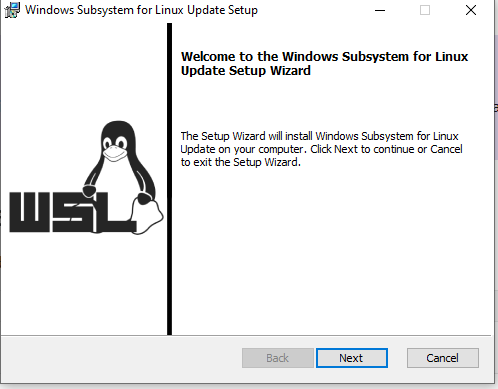 Windows Subsystem for Linux Update Setup
Welcome to the Windows Subsystem for Linux
Update Setup Wizard
The Setup Wizard will install Windows Subsystem for Linux
Update on your computer. Click Next to continue or Cancel
to exit the Setup Wizard.
WSL
Back Next Cancel